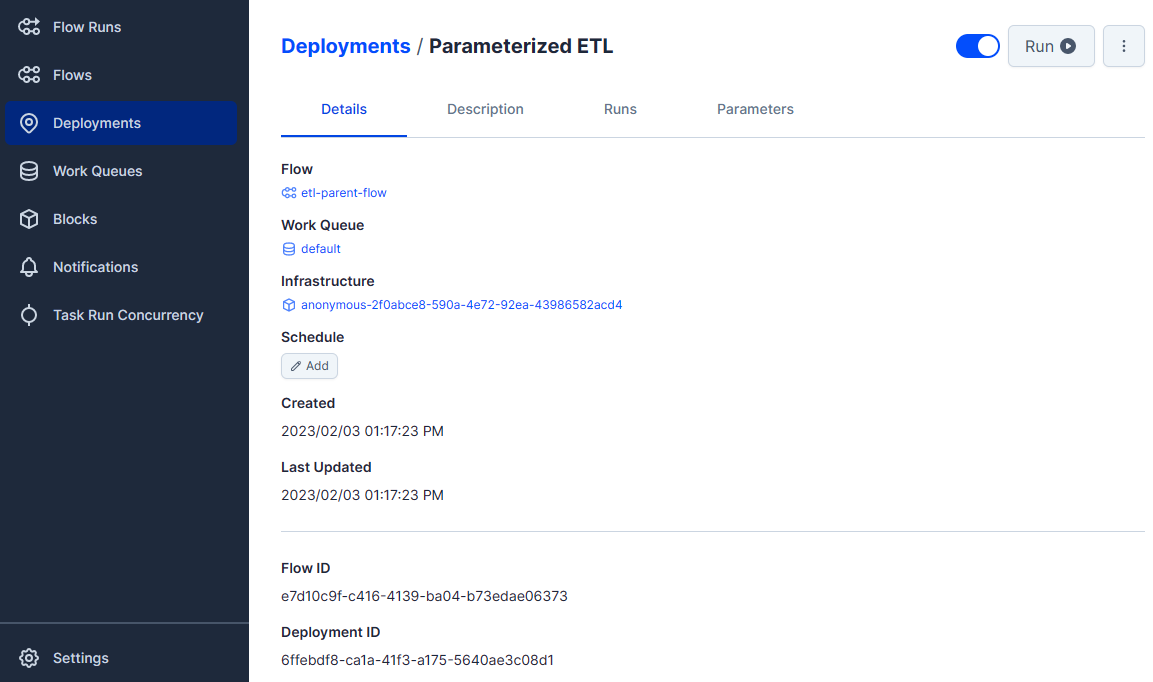 Flow Runs
Flows
Deployments
Work Queues
Blocks
Notifications
Task Run Concurrency
Settings
Deployments / Parameterized ETL
Run
Details Description Runs Parameters
Flow
etl-parent-flow
Work Queue
default
Infrastructure
anonymous-2f0abce8-590a-4e72-92ea-43986582acd4
Schedule
Add
Created
2023/02/03 01:17:23 PM
Last Updated
2023/02/03 01:17:23 PM
Flow ID
e7d10c9f-c416-4139-ba04-b73edae06373
Deployment ID
6ffebdf8-ca1a-41f3-a175-5640ae3c08d1